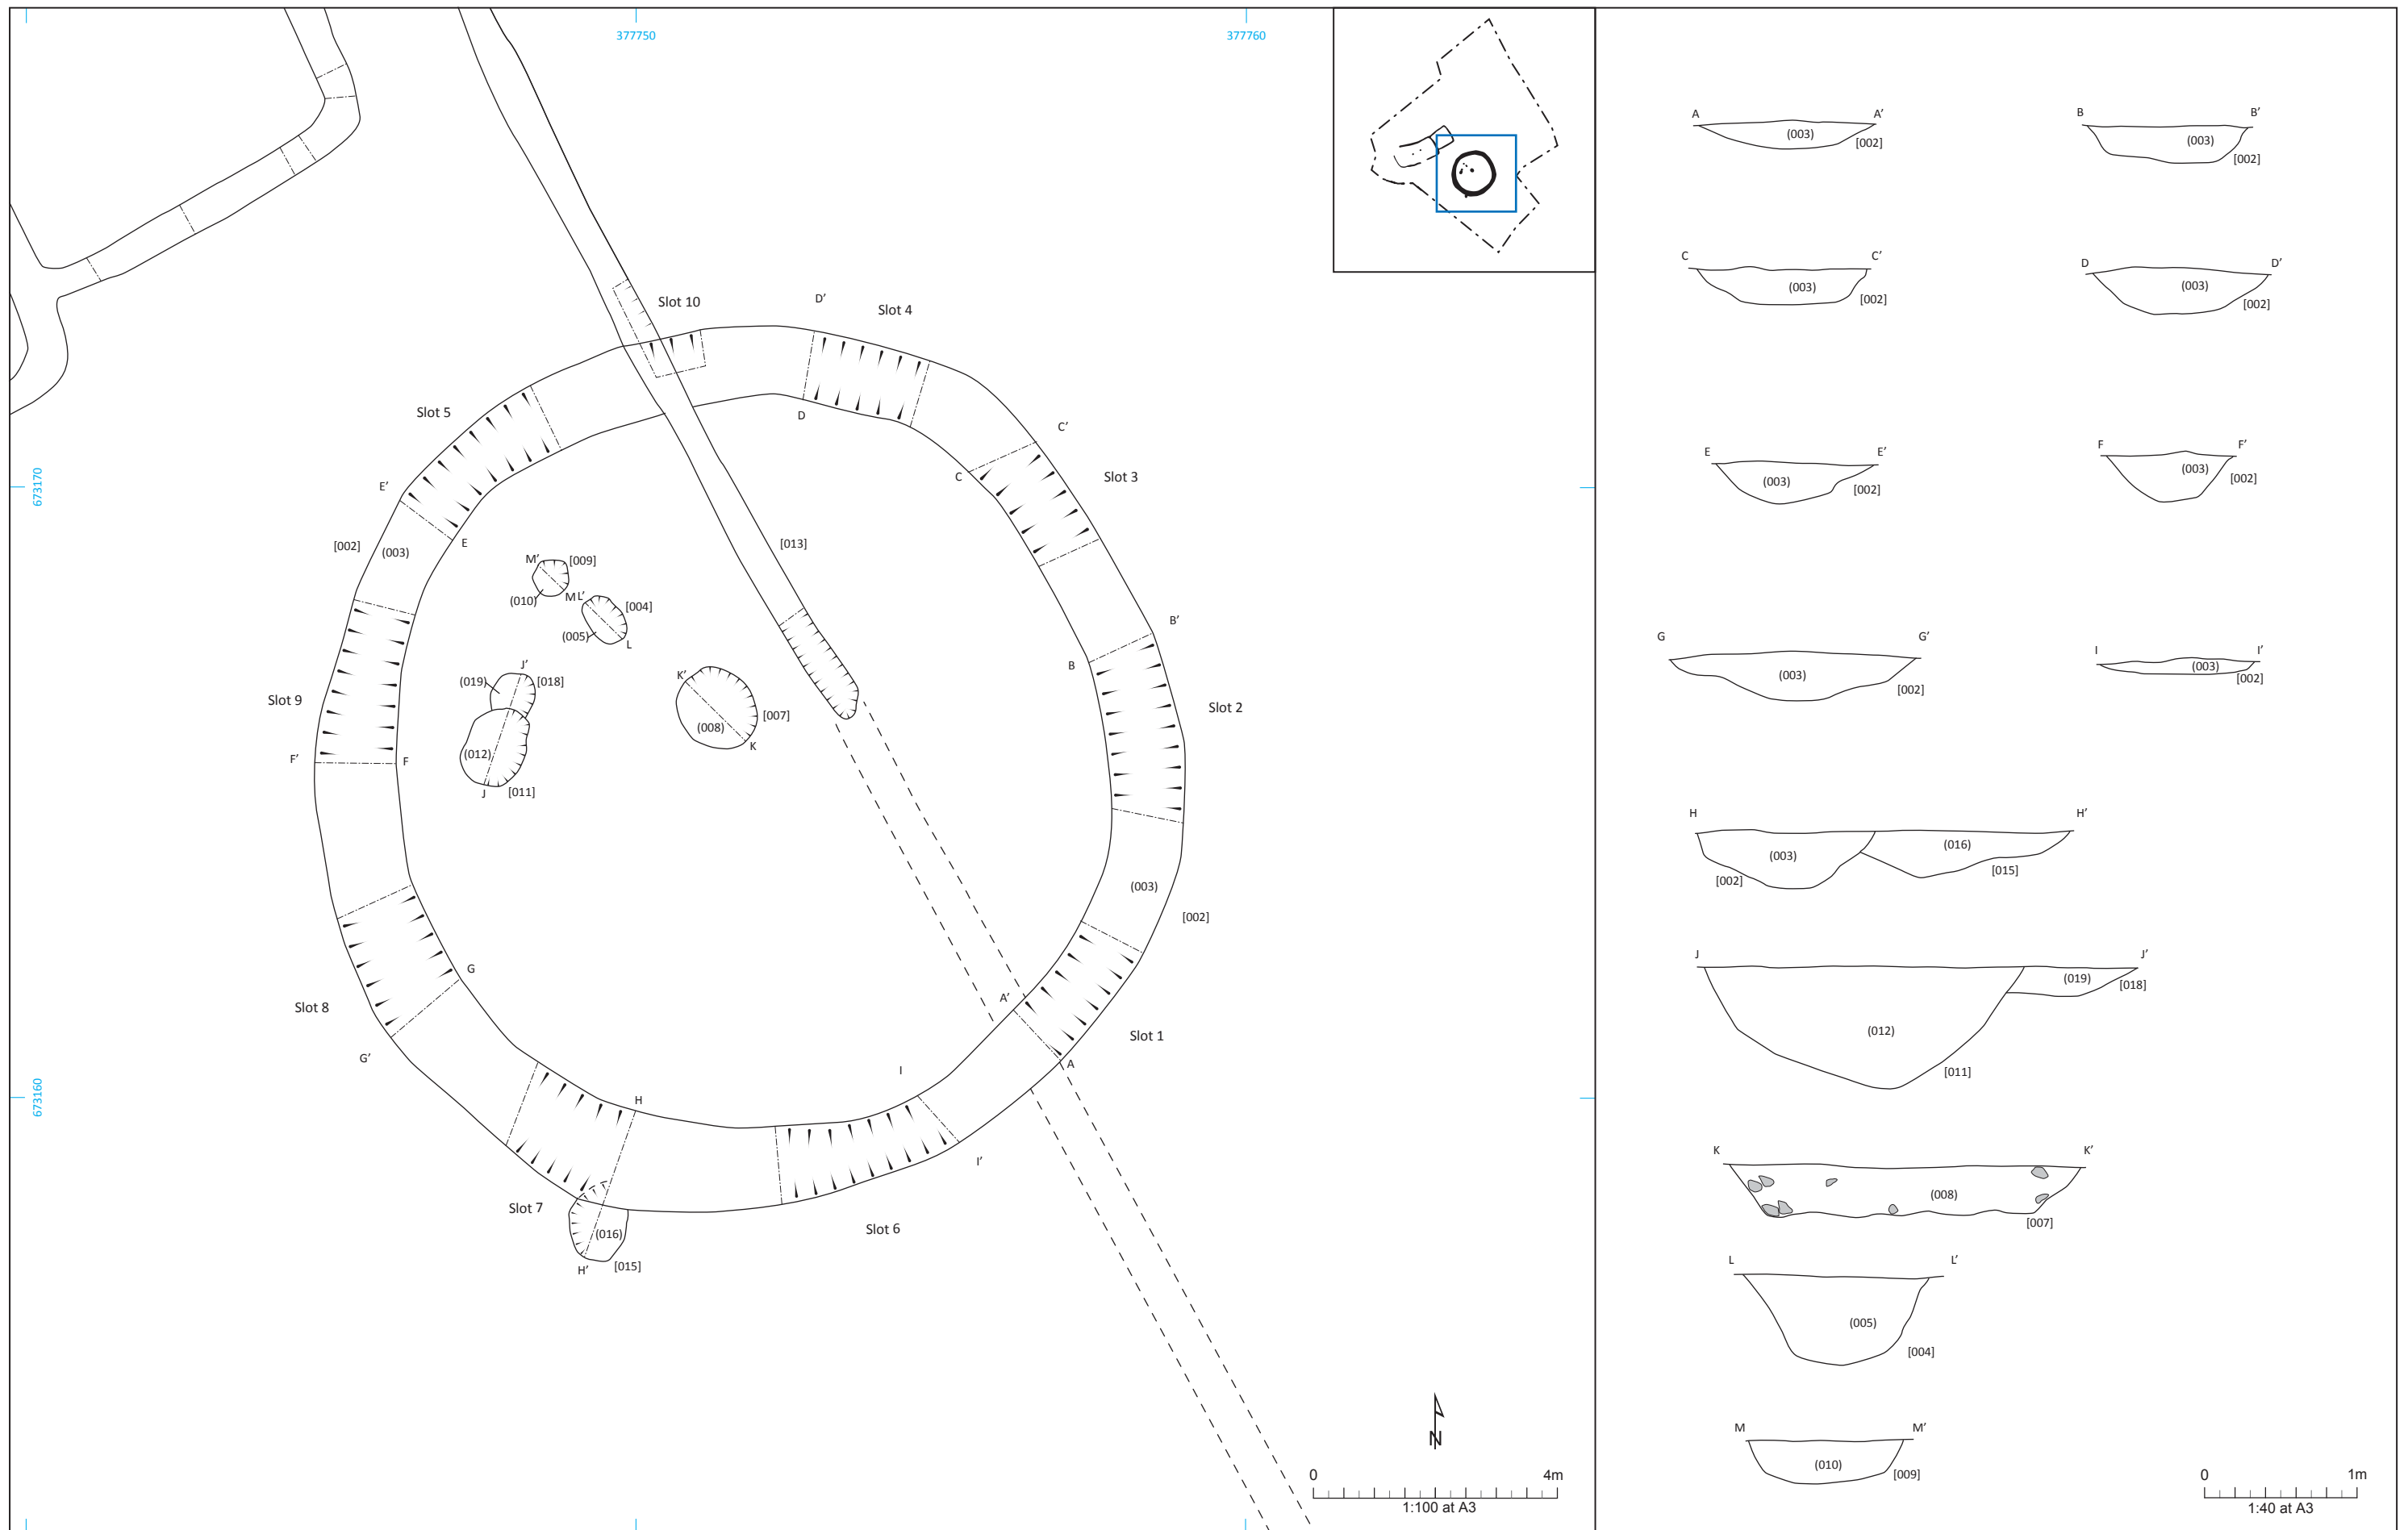 377750
377760
673170
673160
Slot 10
D'
Slot 4
D
Slot 5
C'
C
Slot 3
E'
E
[002]
(003)
[013]
M'
[009]
(010)
M
L'
[004]
(005)
L
B'
B
Slot 2
J'
(019)
[018]
K'
[007]
(008)
K
Slot 9
F'
F
(012)
J
[011]
(003)
[002]
G
Slot 8
G'
A'
Slot 1
A
I
H
I'
Slot 7
Slot 6
(016)
H'
[015]
N
0
4m
1:100 at A3
A
A'
(003)
[002]
B
B'
(003)
[002]
C
C'
(003)
[002]
D
D'
(003)
[002]
E
E'
(003)
[002]
F
F'
(003)
[002]
G
G'
(003)
[002]
I
I'
(003)
[002]
H
H'
(003)
(016)
[002]
[015]
J
J'
(019)
[018]
(012)
[011]
K
K'
(008)
[007]
L
L'
(005)
[004]
M
M'
(010)
[009]
0
1m
1:40 at A3